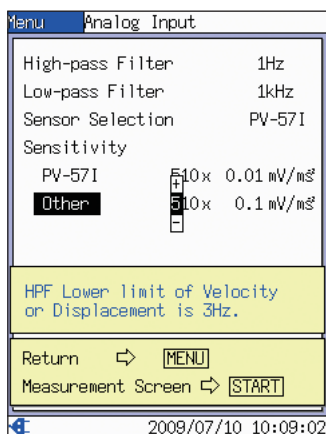 Menu Analog Input
High-pass Filter 1Hz
Low-pass Filter 1kHz
Sensor Selection PV-57I
Sensitivity
PV-57I 510x 0.01 mV/ms²
+
Other 510x 0.1 mV/ms²
-
HPF Lower limit of Velocity
or Displacement is 3Hz.
Return ⇨ MENU
Measurement Screen ⇨ START
2009/07/10 10:09:02